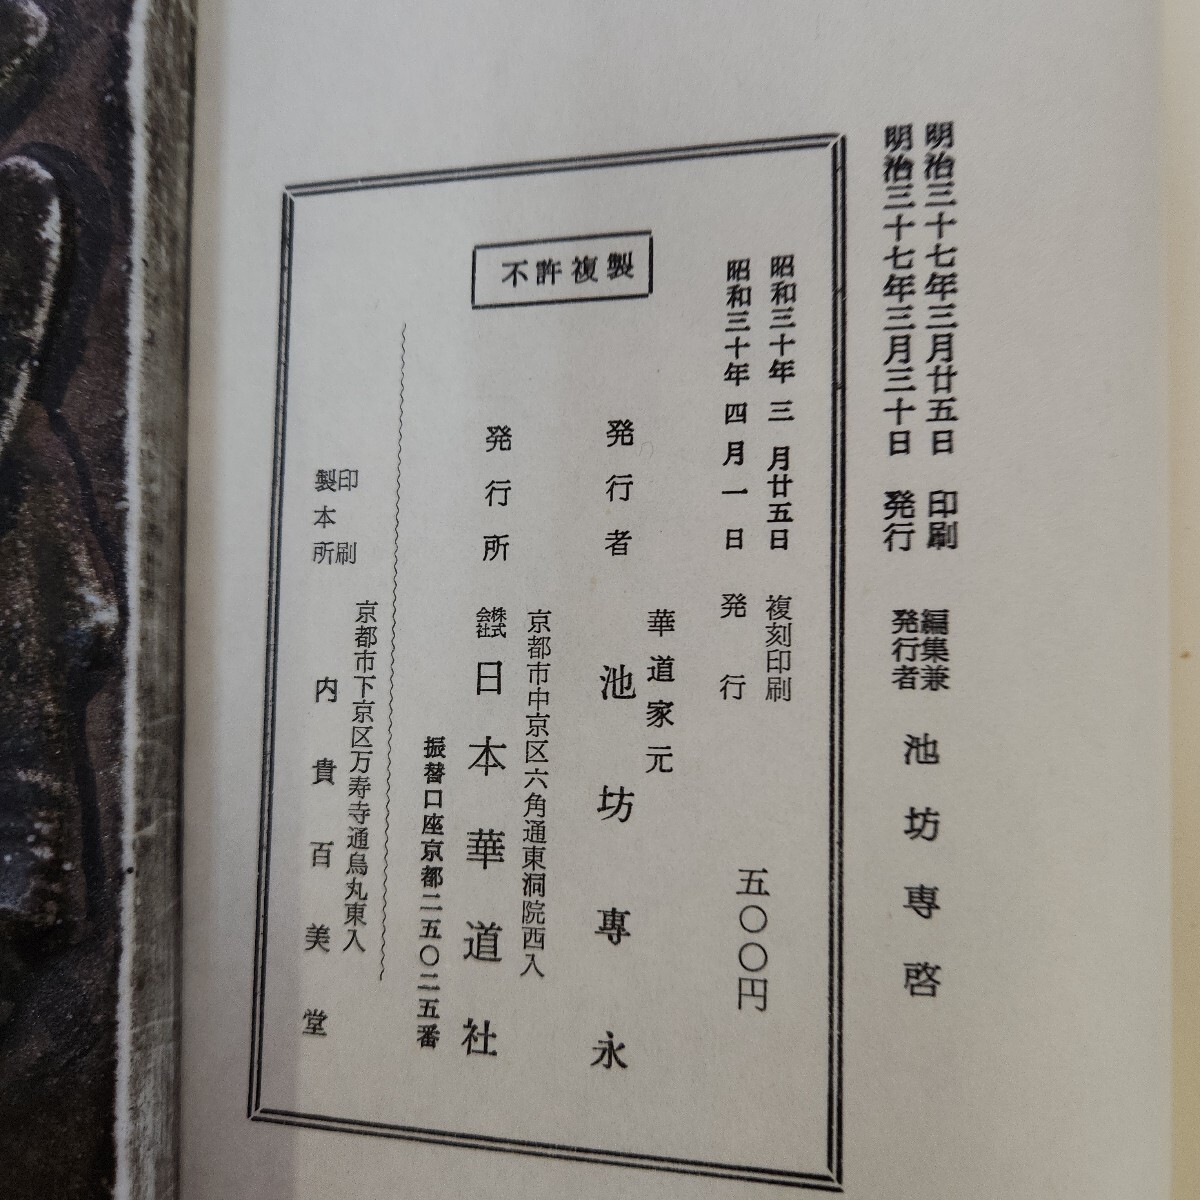 明治三十七年三月廿五日 印刷
明治三十七年三月三十日 発行
編集兼
発行者 池坊専啓
昭和三十年 三 月廿五日 複刻印刷
昭和三十年 四 月 一 日 発行
五〇〇円
不許複製
華道家元
発行者 池坊専永
京都市中京区六角通東洞院西入
発行所 株式会社 日本華道社
振替口座京都二五〇二五番
京都市下京区万寿寺通烏丸東入
印刷
製本所 内貴百美堂